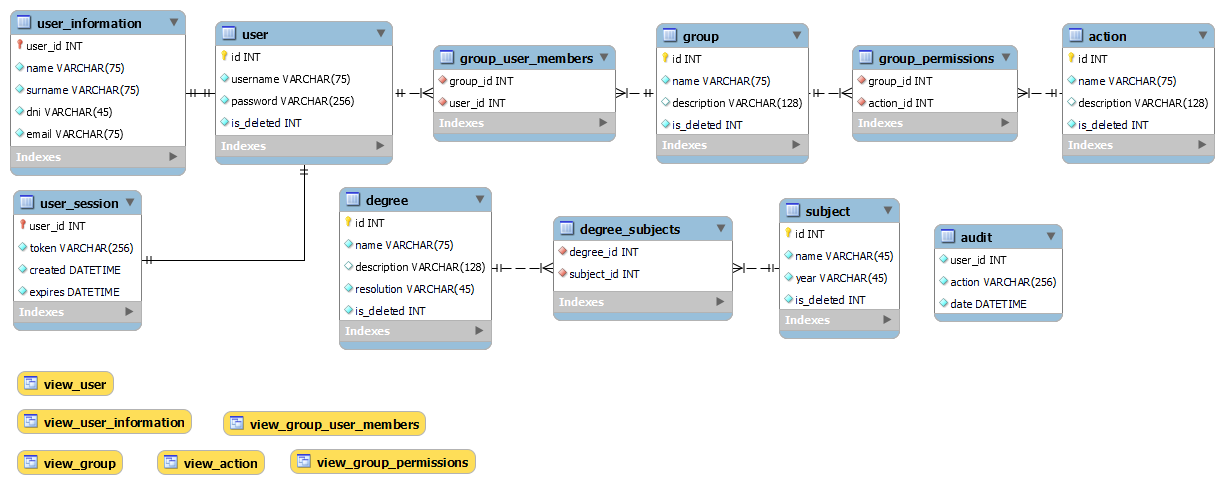 user_information
user_id INT
name VARCHAR(75)
surname VARCHAR(75)
dni VARCHAR(45)
email VARCHAR(75)
Indexes
user
id INT
username VARCHAR(75)
password VARCHAR(256)
is_deleted INT
Indexes
group_user_members
group_id INT
user_id INT
Indexes
group
id INT
name VARCHAR(75)
description VARCHAR(128)
is_deleted INT
Indexes
group_permissions
group_id INT
action_id INT
Indexes
action
id INT
name VARCHAR(75)
description VARCHAR(128)
is_deleted INT
Indexes
user_session
user_id INT
token VARCHAR(256)
created DATETIME
expires DATETIME
Indexes
degree
id INT
name VARCHAR(75)
description VARCHAR(128)
resolution VARCHAR(45)
is_deleted INT
Indexes
degree_subjects
degree_id INT
subject_id INT
Indexes
subject
id INT
name VARCHAR(45)
year VARCHAR(45)
is_deleted INT
Indexes
audit
user_id INT
action VARCHAR(256)
date DATETIME
view_user
view_user_information
view_group_user_members
view_group
view_action
view_group_permissions